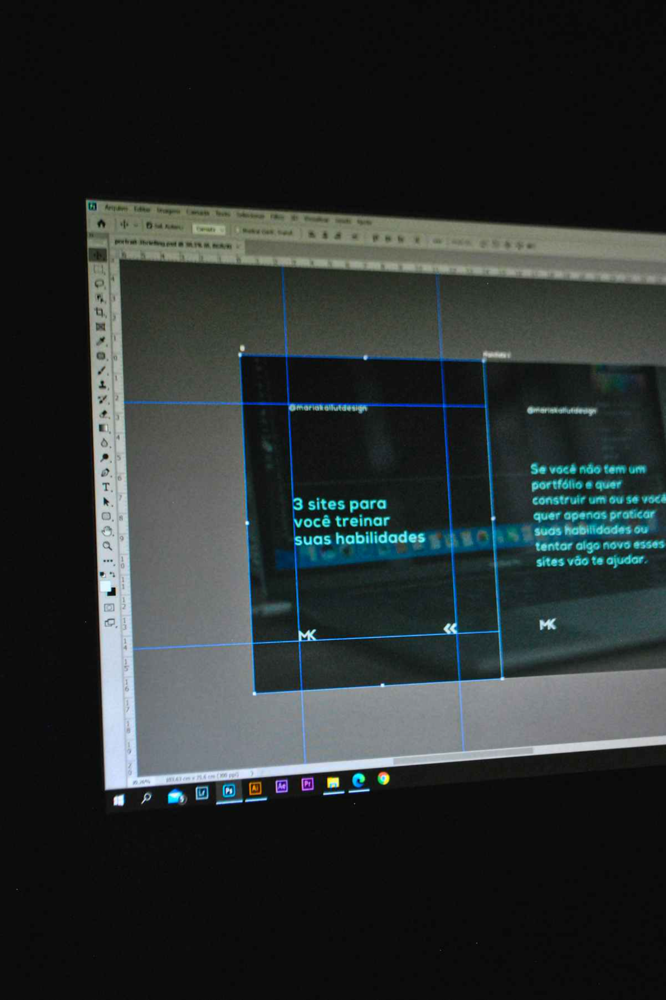 Arquivo Editar Imagem Camada Texto Selecionar Filtro 3D Visualizar Janela Ajuda
@mariakallutdesign
3 sites para
você treinar
suas habilidades
MK
@mariakallutdesign
Se você não tem um
portfólio e quer
construir um ou se você
quer apenas praticar
suas habilidades ou
tentar algo novo esses
sites vão te ajudar.
MK
5
Lr
Ps
Ai
Ae
Pr